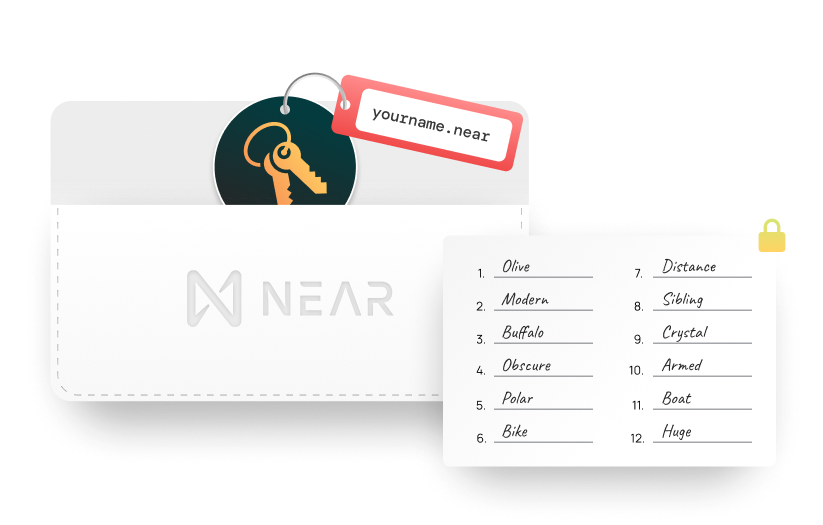 yourname.near
NEAR
1. Olive
2. Modern
3. Buffalo
4. Obscure
5. Polar
6. Bike
7. Distance
8. Sibling
9. Crystal
10. Armed
11. Boat
12. Huge